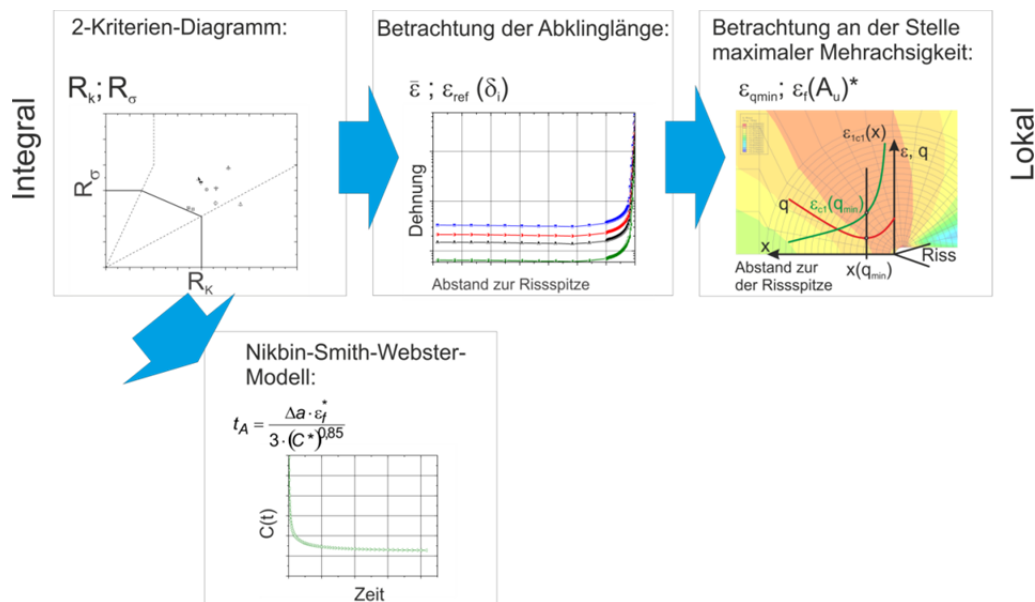 2-Kriterien-Diagramm:
R_k; R_σ
R_σ
R_K
Integral
Betrachtung der Abklinglänge:
ε̄ ; ε_ref (δ_i)
Dehnung
Abstand zur Rissspitze
Betrachtung an der Stelle
maximaler Mehrachsigkeit:
ε_qmin; ε_f(A_u)*
ε_1c1(x)
ε, q
q
ε_c1(q_min)
x
Riss
x(q_min)
Abstand zur
der Rissspitze
Lokal
Nikbin-Smith-Webster-
Modell:
t_A = Δa · ε_f^* / 3 · (C*)^0,85
C(t)
Zeit